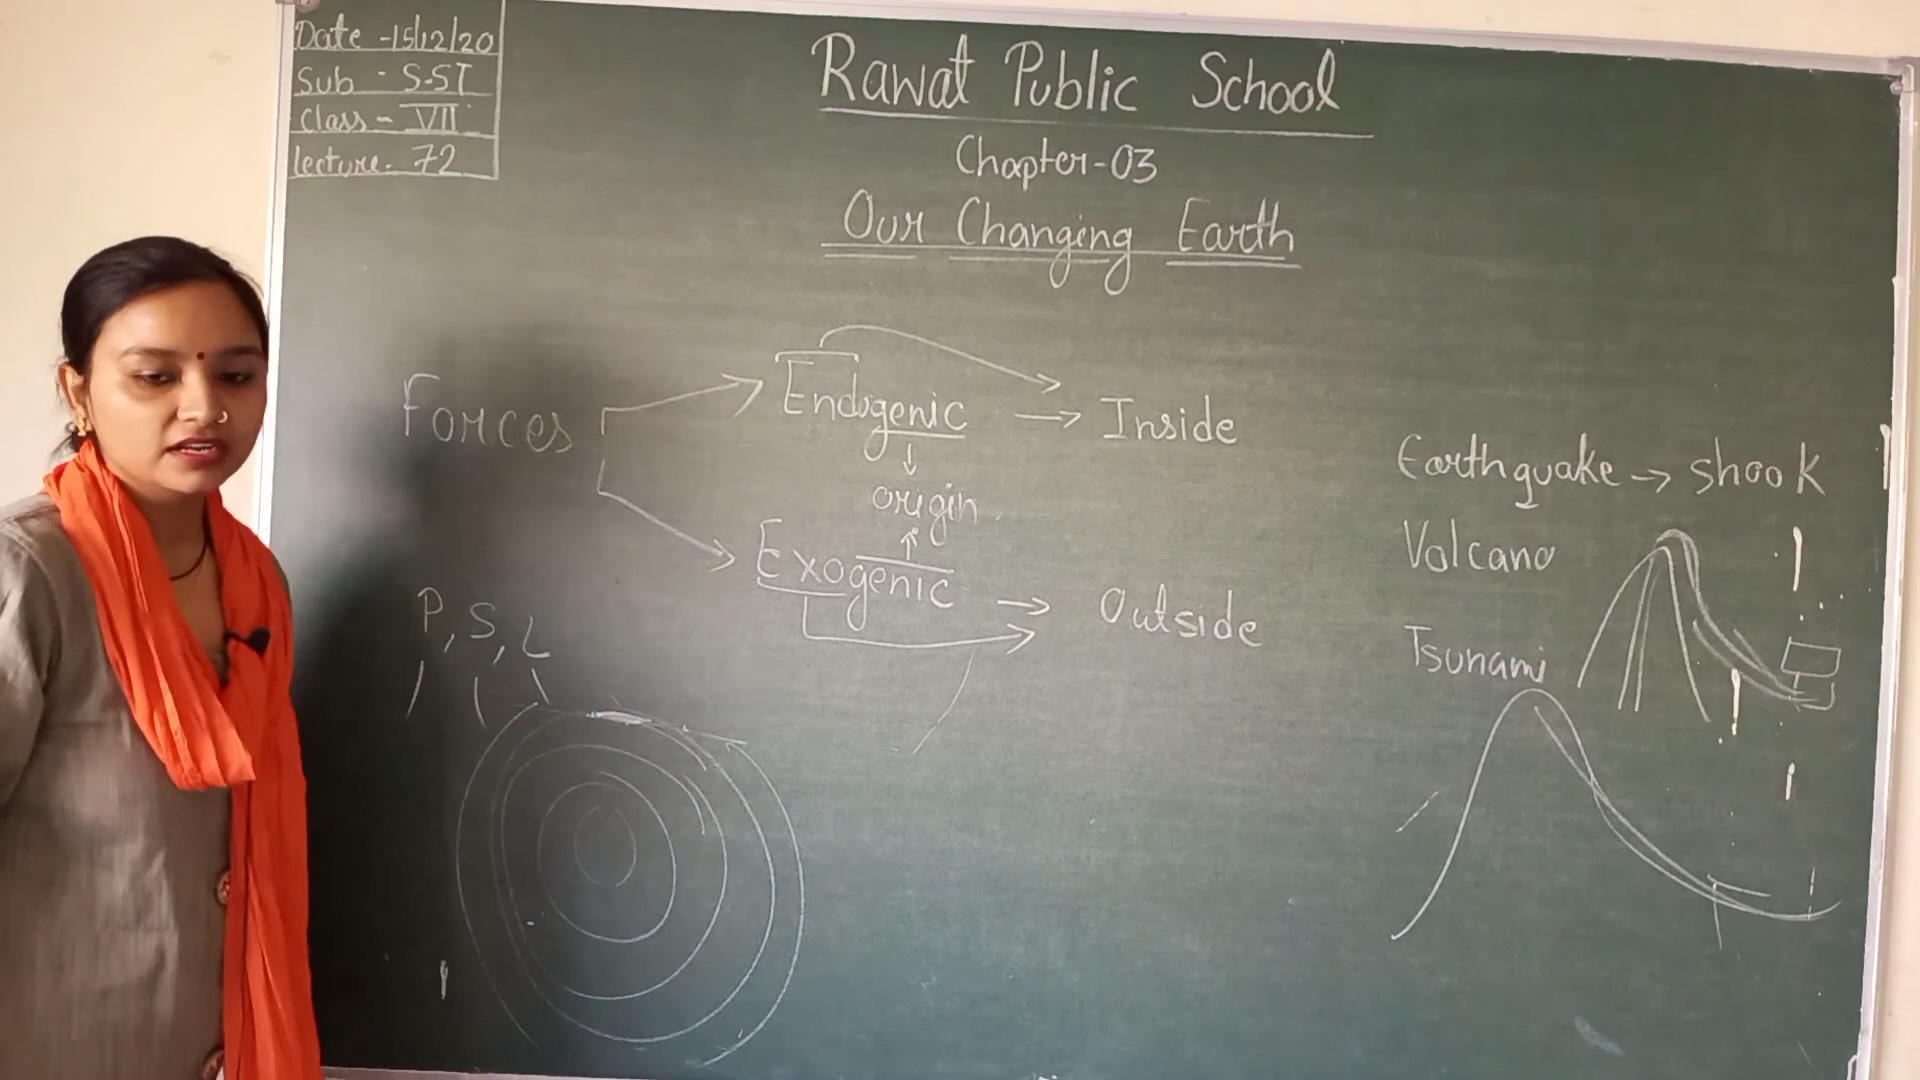 Date - 15/12/20
Sub - S.ST
Class - VII
lecture - 72
Rawat Public School
Chapter-03
Our Changing Earth
Forces
Endogenic → Inside
origin
Exogenic → Outside
P, S, L
Earthquake → shook
Volcano
Tsunami